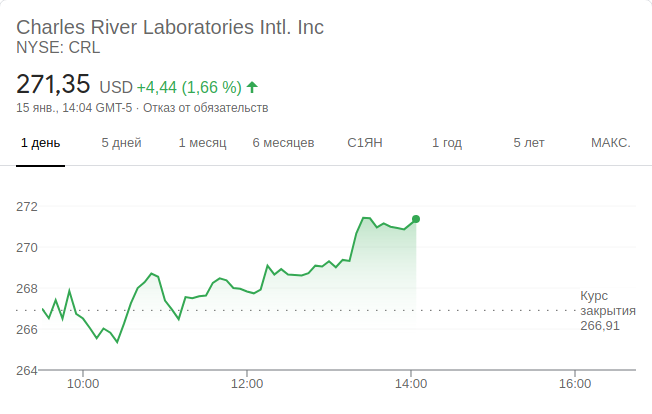 Charles River Laboratories Intl. Inc
NYSE: CRL
271,35 USD +4,44 (1,66 %)
15 янв., 14:04 GMT-5 · Отказ от обязательств
1 день 5 дней 1 месяц 6 месяцев С1ЯН 1 год 5 лет МАКС.
272
270
268
266
264
Курс
закрытия
266,91
10:00 12:00 14:00 16:00